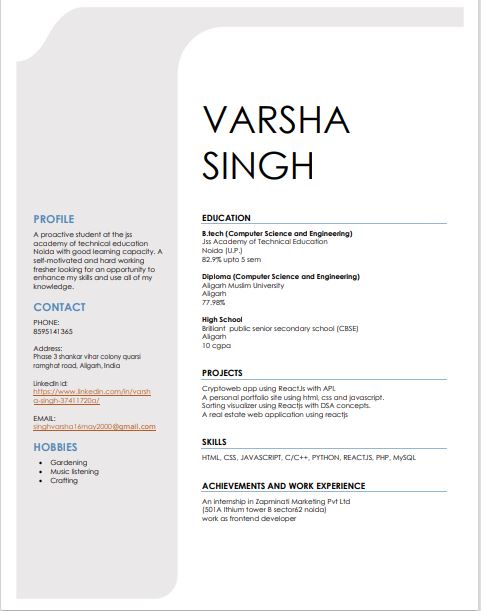 VARSHA
SINGH
PROFILE
A proactive student at the jss
academy of technical education
Noida with good learning capacity. A
self-motivated and hard working
fresher looking for an opportunity to
enhance my skills and use all of my
knowledge.
CONTACT
PHONE:
8595141365
Address:
Phase 3 shankar vihar colony quarsi
ramghat road, Aligarh, India
Linkedin id:
https://www.linkedin.com/in/varsh
a-singh-37411720a/
EMAIL:
singhvarsha16may2000@gmail.com
HOBBIES
• Gardening
• Music listening
• Crafting
EDUCATION
B.tech (Computer Science and Engineering)
Jss Academy of Technical Education
Noida (U.P.)
82.9% upto 5 sem
Diploma (Computer Science and Engineering)
Aligarh Muslim University
Aligarh
77.98%
High School
Brilliant public senior secondary school (CBSE)
Aligarh
10 cgpa
PROJECTS
Cryptoweb app using ReactJs with API.
A personal portfolio site using html, css and javascript.
Sorting visualizer using Reactjs with DSA concepts.
A real estate web application using reactjs
SKILLS
HTML, CSS, JAVASCRIPT, C/C++, PYTHON, REACTJS, PHP, MySQL
ACHIEVEMENTS AND WORK EXPERIENCE
An internship in Zapminati Marketing Pvt Ltd
(501A Ithium tower B sector62 noida)
work as frontend developer